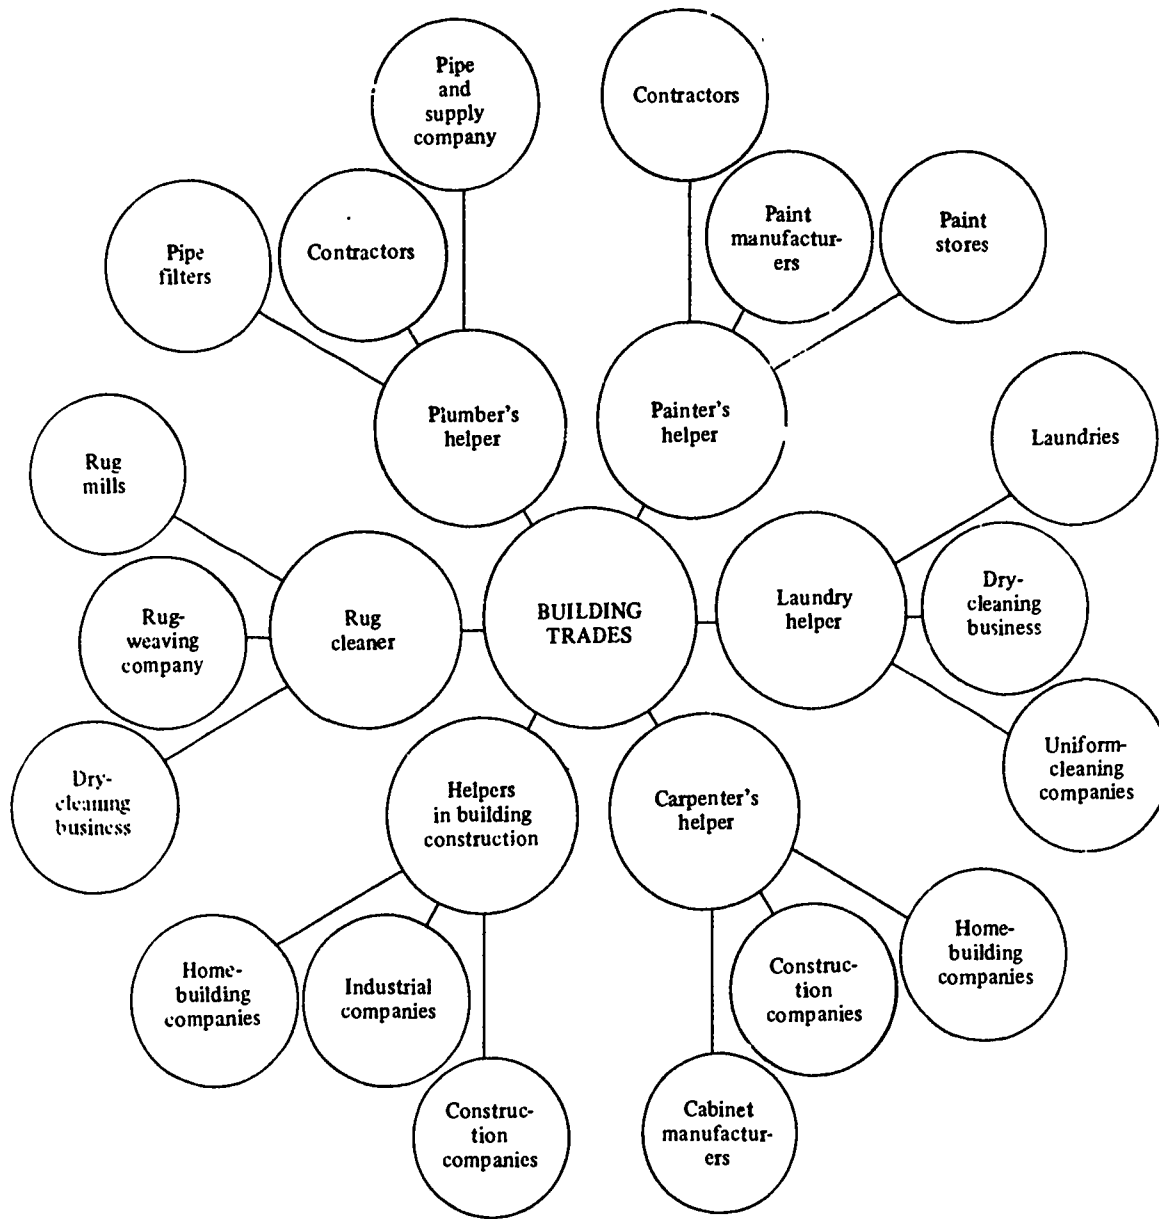 Pipe
and
supply
company
Contractors
Pipe
filters
Contractors
Paint
manufactur-
ers
Paint
stores
Plumber's
helper
Painter's
helper
Laundries
Rug
mills
Rug-
weaving
company
Rug
cleaner
BUILDING
TRADES
Laundry
helper
Dry-
cleaning
business
Dry-
cleaning
business
Helpers
in building
construction
Carpenter's
helper
Uniform-
cleaning
companies
Home-
building
companies
Industrial
companies
Construc-
tion
companies
Home-
building
companies
Construc-
tion
companies
Cabinet
manufactur-
ers